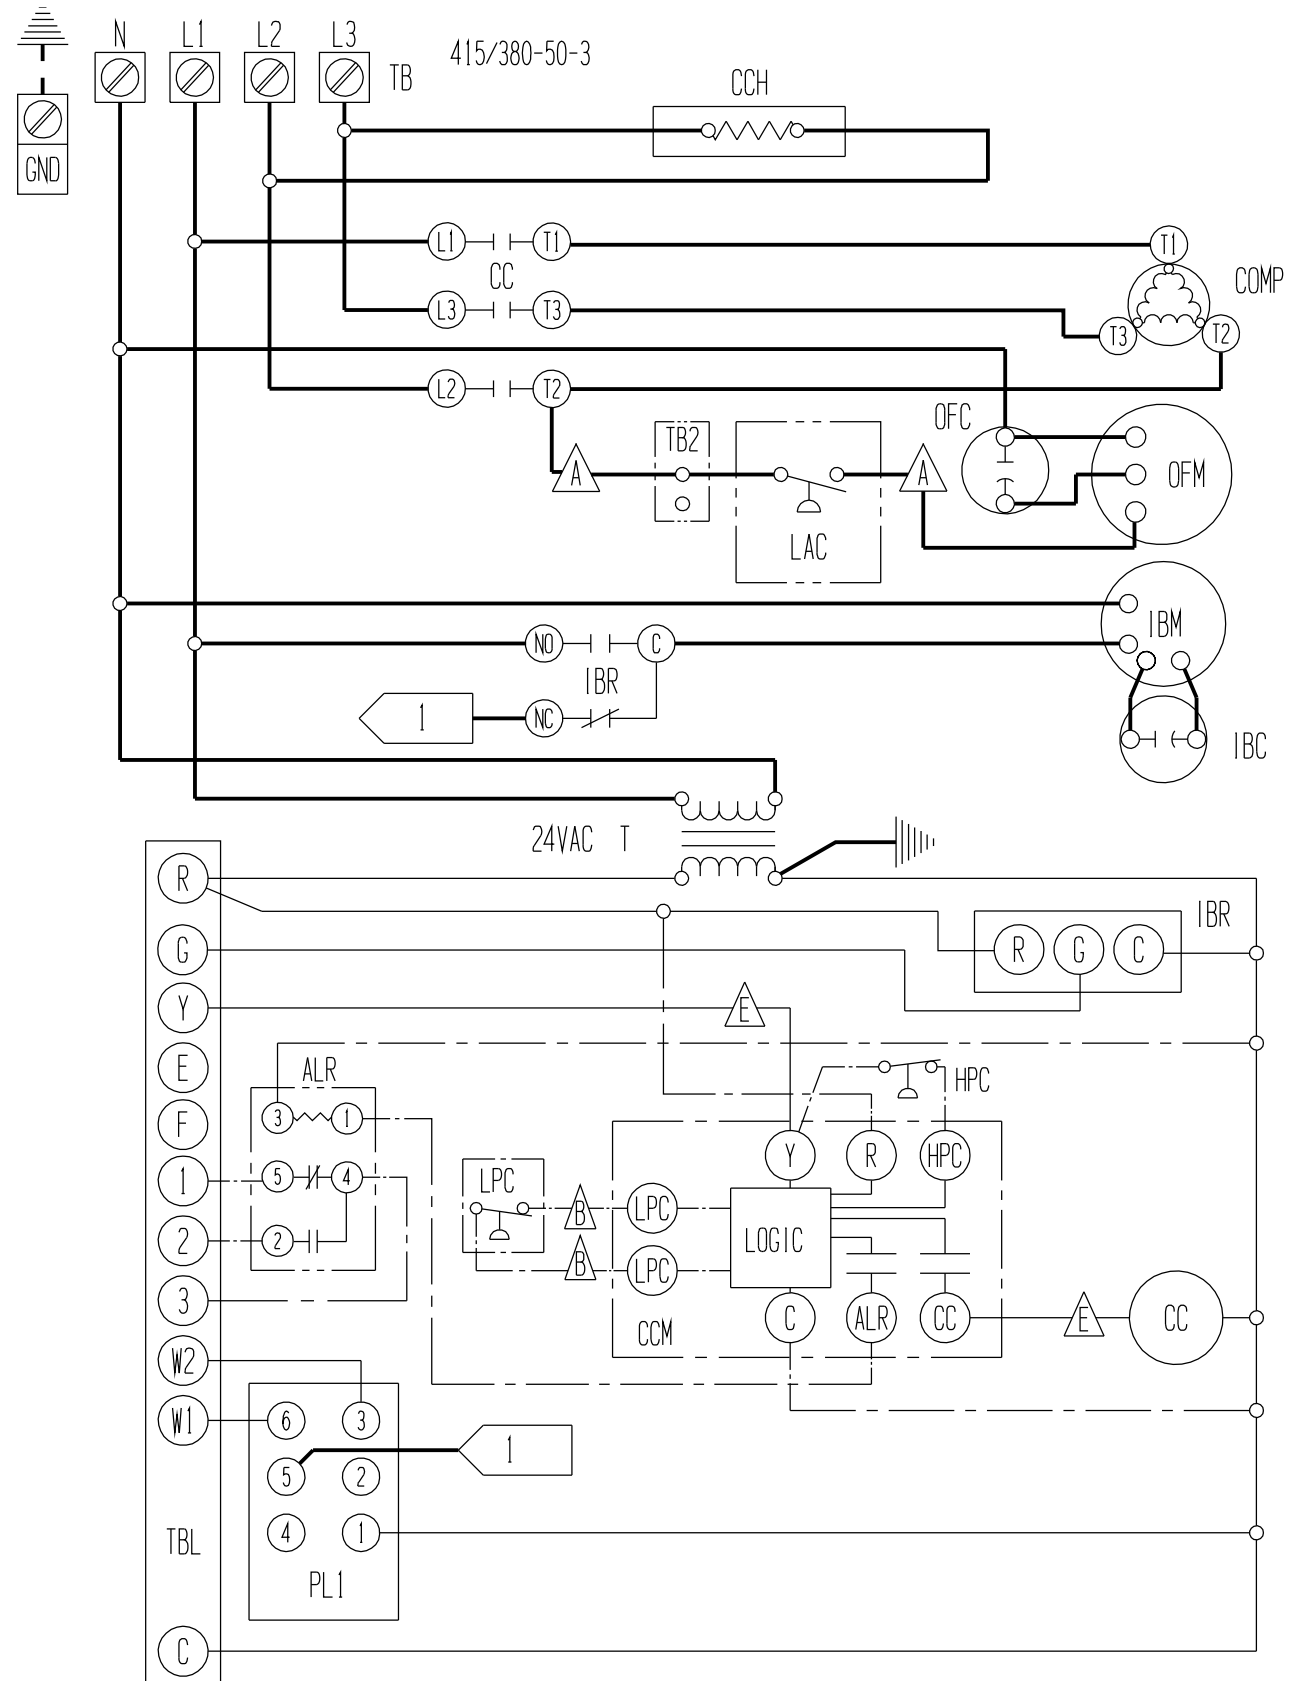 N L1 L2 L3
415/380-50-3
TB
CCH
GND
L1 T1 T1
CC
COMP
L3 T3
T3 T2
L2 T2
OFC
TB2
A A OFM
LAC
IBM
NO C
IBR
1 NC
IBC
24VAC T
R
IBR
G R G C
Y E
E ALR HPC
3 1
F
Y R HPC
1 5 4 LPC
B LPC
2 2 LOGIC
B LPC
3 C ALR CC E CC
CCM
W2
W1 6 3
1
5 2
4 1
TBL
PL1
C